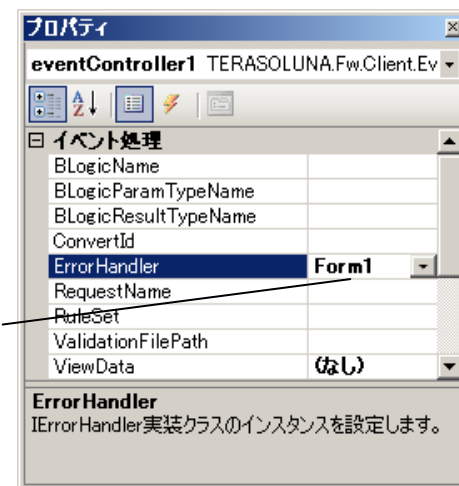 プロパティ
eventController1 TERASOLUNA.Fw.Client.Ev
イベント処理
BLogicName
BLogicParamTypeName
BLogicResultTypeName
ConvertId
ErrorHandler Form1
RequestName
RuleSet
ValidationFilePath
ViewData (なし)
ErrorHandler
IErrorHandler実装クラスのインスタンスを設定します。